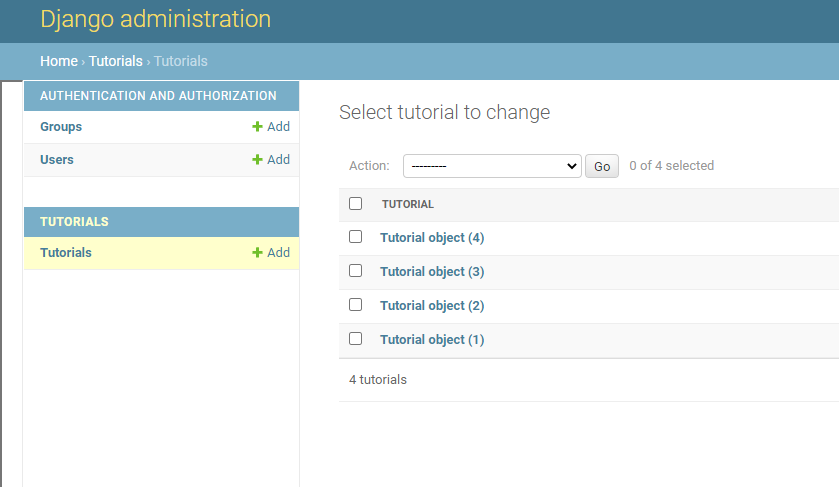 Django administration
Home › Tutorials › Tutorials
AUTHENTICATION AND AUTHORIZATION
Groups + Add
Users + Add
TUTORIALS
Tutorials + Add
Select tutorial to change
Action: --------- Go 0 of 4 selected
TUTORIAL
Tutorial object (4)
Tutorial object (3)
Tutorial object (2)
Tutorial object (1)
4 tutorials